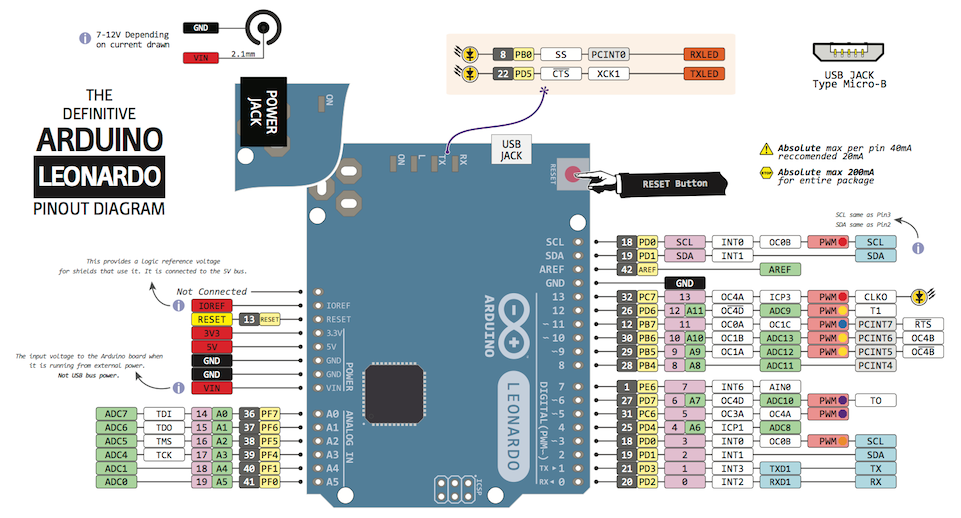 GND
7-12V Depending
on current drawn
VIN
2.1mm
THE
DEFINITIVE
ARDUINO
LEONARDO
PINOUT DIAGRAM
POWER
JACK
ON
8 PB0 SS PCINT0 RXLED
22 PD5 CTS XCK1 TXLED
USB JACK
Type Micro-B
Absolute max per pin 40mA
reccomended 20mA
STOP
Absolute max 200mA
for entire package
USB
JACK
ON L TX RX
RESET
RESET Button
SCL same as Pin3
SDA same as Pin2
This provides a logic reference voltage
for shields that use it. It is connected to the 5V bus.
Not Connected
IOREF
RESET 13 RESET
3V3
5V
GND
GND
VIN
The input voltage to the Arduino board when
it is running from external power.
Not USB bus power.
IOREF
RESET
3.3V
5V
GND
GND
VIN
POWER
ADC7 TDI 14 A0 36 PF7 A0
ADC6 TDO 15 A1 37 PF6 A1
ADC5 TMS 16 A2 38 PF5 A2
ADC4 TCK 17 A3 39 PF4 A3
ADC1 18 A4 40 PF1 A4
ADC0 19 A5 41 PF0 A5
ANALOG IN
ICSP
ARDUINO
LEONARDO
DIGITAL(PWM~)
SCL 18 PD0 SCL INT0 OC0B PWM SCL
SDA 19 PD1 SDA INT1 SDA
AREF 42 AREF AREF
GND GND
13 32 PC7 13 OC4A ICP3 PWM CLKO
12 26 PD6 12 A11 OC4D ADC9 PWM T1
~11 12 PB7 11 OC0A OC1C PWM PCINT7 RTS
~10 30 PB6 10 A10 OC1B ADC13 PWM PCINT6 OC4B
~9 29 PB5 9 A9 OC1A ADC12 PWM PCINT5 OC4B
8 28 PB4 8 A8 ADC11 PCINT4
7 1 PE6 7 INT6 AIN0
~6 27 PD7 6 A7 OC4D ADC10 PWM TO
~5 31 PC6 5 OC3A OC4A PWM
4 25 PD4 4 A6 ICP1 ADC8
~3 18 PD0 3 INT0 OC0B PWM SCL
2 19 PD1 2 INT1 SDA
TX 1 21 PD3 1 INT3 TXD1 TX
RX 0 20 PD2 0 INT2 RXD1 RX